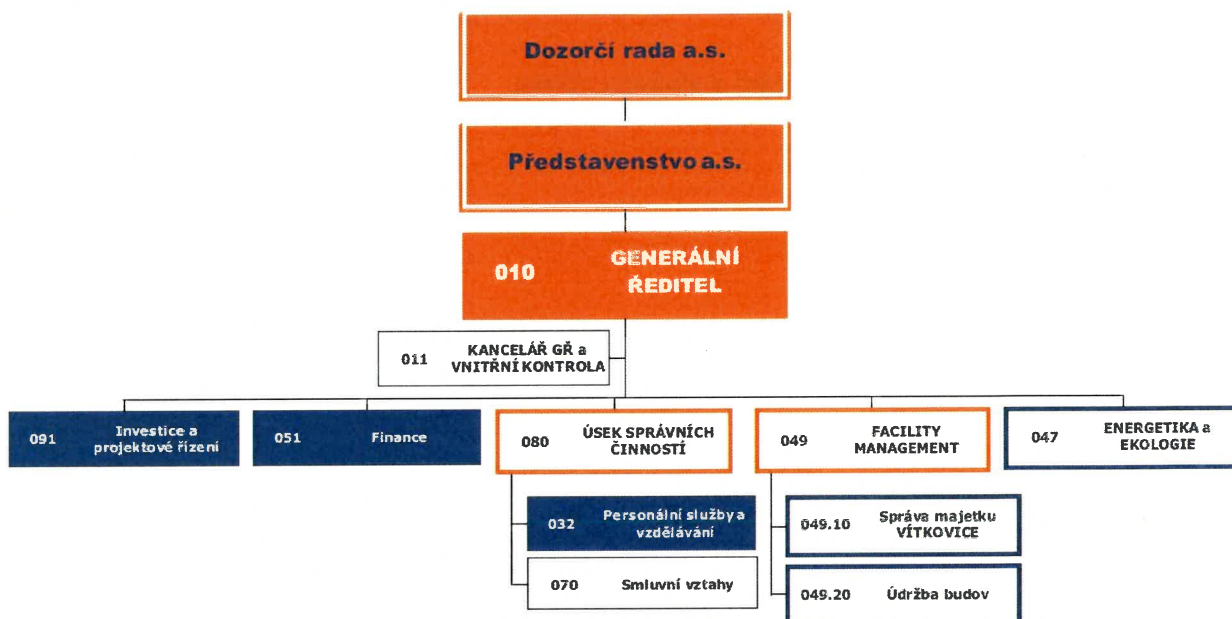 Dozorčí rada a.s.
Představenstvo a.s.
010 GENERÁLNÍ
ŘEDITEL
011 KANCELÁŘ GŘ a
VNITŘNÍ KONTROLA
091 Investice a
projektové řízení
051 Finance
080 ÚSEK SPRÁVNÍCH
ČINNOSTÍ
049 FACILITY
MANAGEMENT
047 ENERGETIKA a
EKOLOGIE
032 Personální služby a
vzdělávání
070 Smluvní vztahy
049.10 Správa majetku
VÍTKOVICE
049.20 Údržba budov